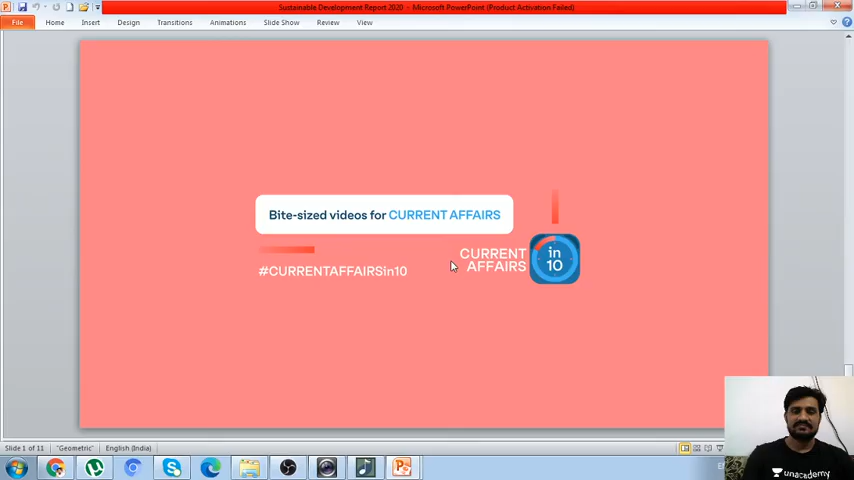 Sustainable Development Report 2020 - Microsoft PowerPoint (Product Activation Failed)
File Home Insert Design Transitions Animations Slide Show Review View
Bite-sized videos for CURRENT AFFAIRS
#CURRENTAFFAIRSin10
CURRENT
AFFAIRS
in
10
unacademy
Slide 1 of 11 "Geometric" English (India)